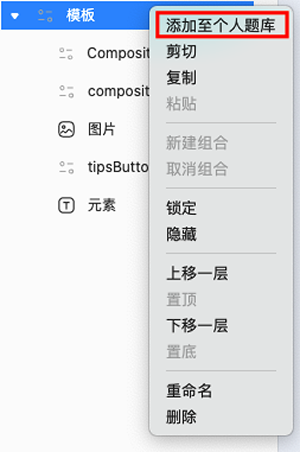 模板
Composit
composit
图片
tipsButto
元素
添加至个人题库
剪切
复制
粘贴
新建组合
取消组合
锁定
隐藏
上移一层
置顶
下移一层
置底
重命名
删除